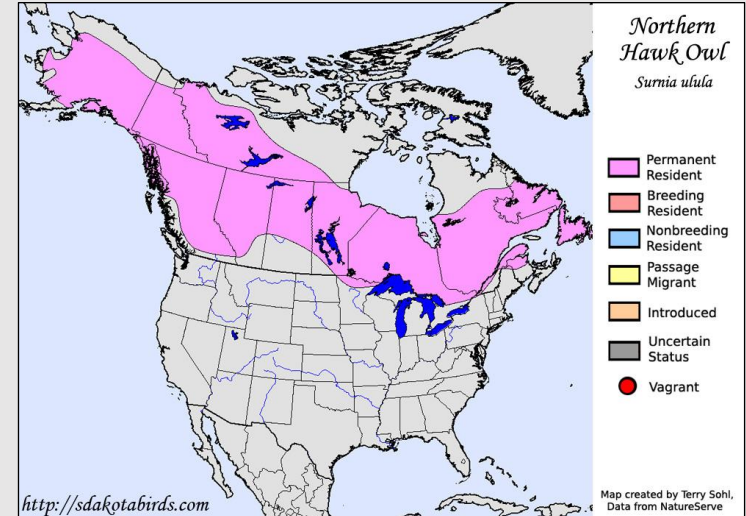 Northern
Hawk Owl
Surnia ulula
Permanent
Resident
Breeding
Resident
Nonbreeding
Resident
Passage
Migrant
Introduced
Uncertain
Status
Vagrant
http://sdakotabirds.com
Map created by Terry Sohl,
Data from NatureServe